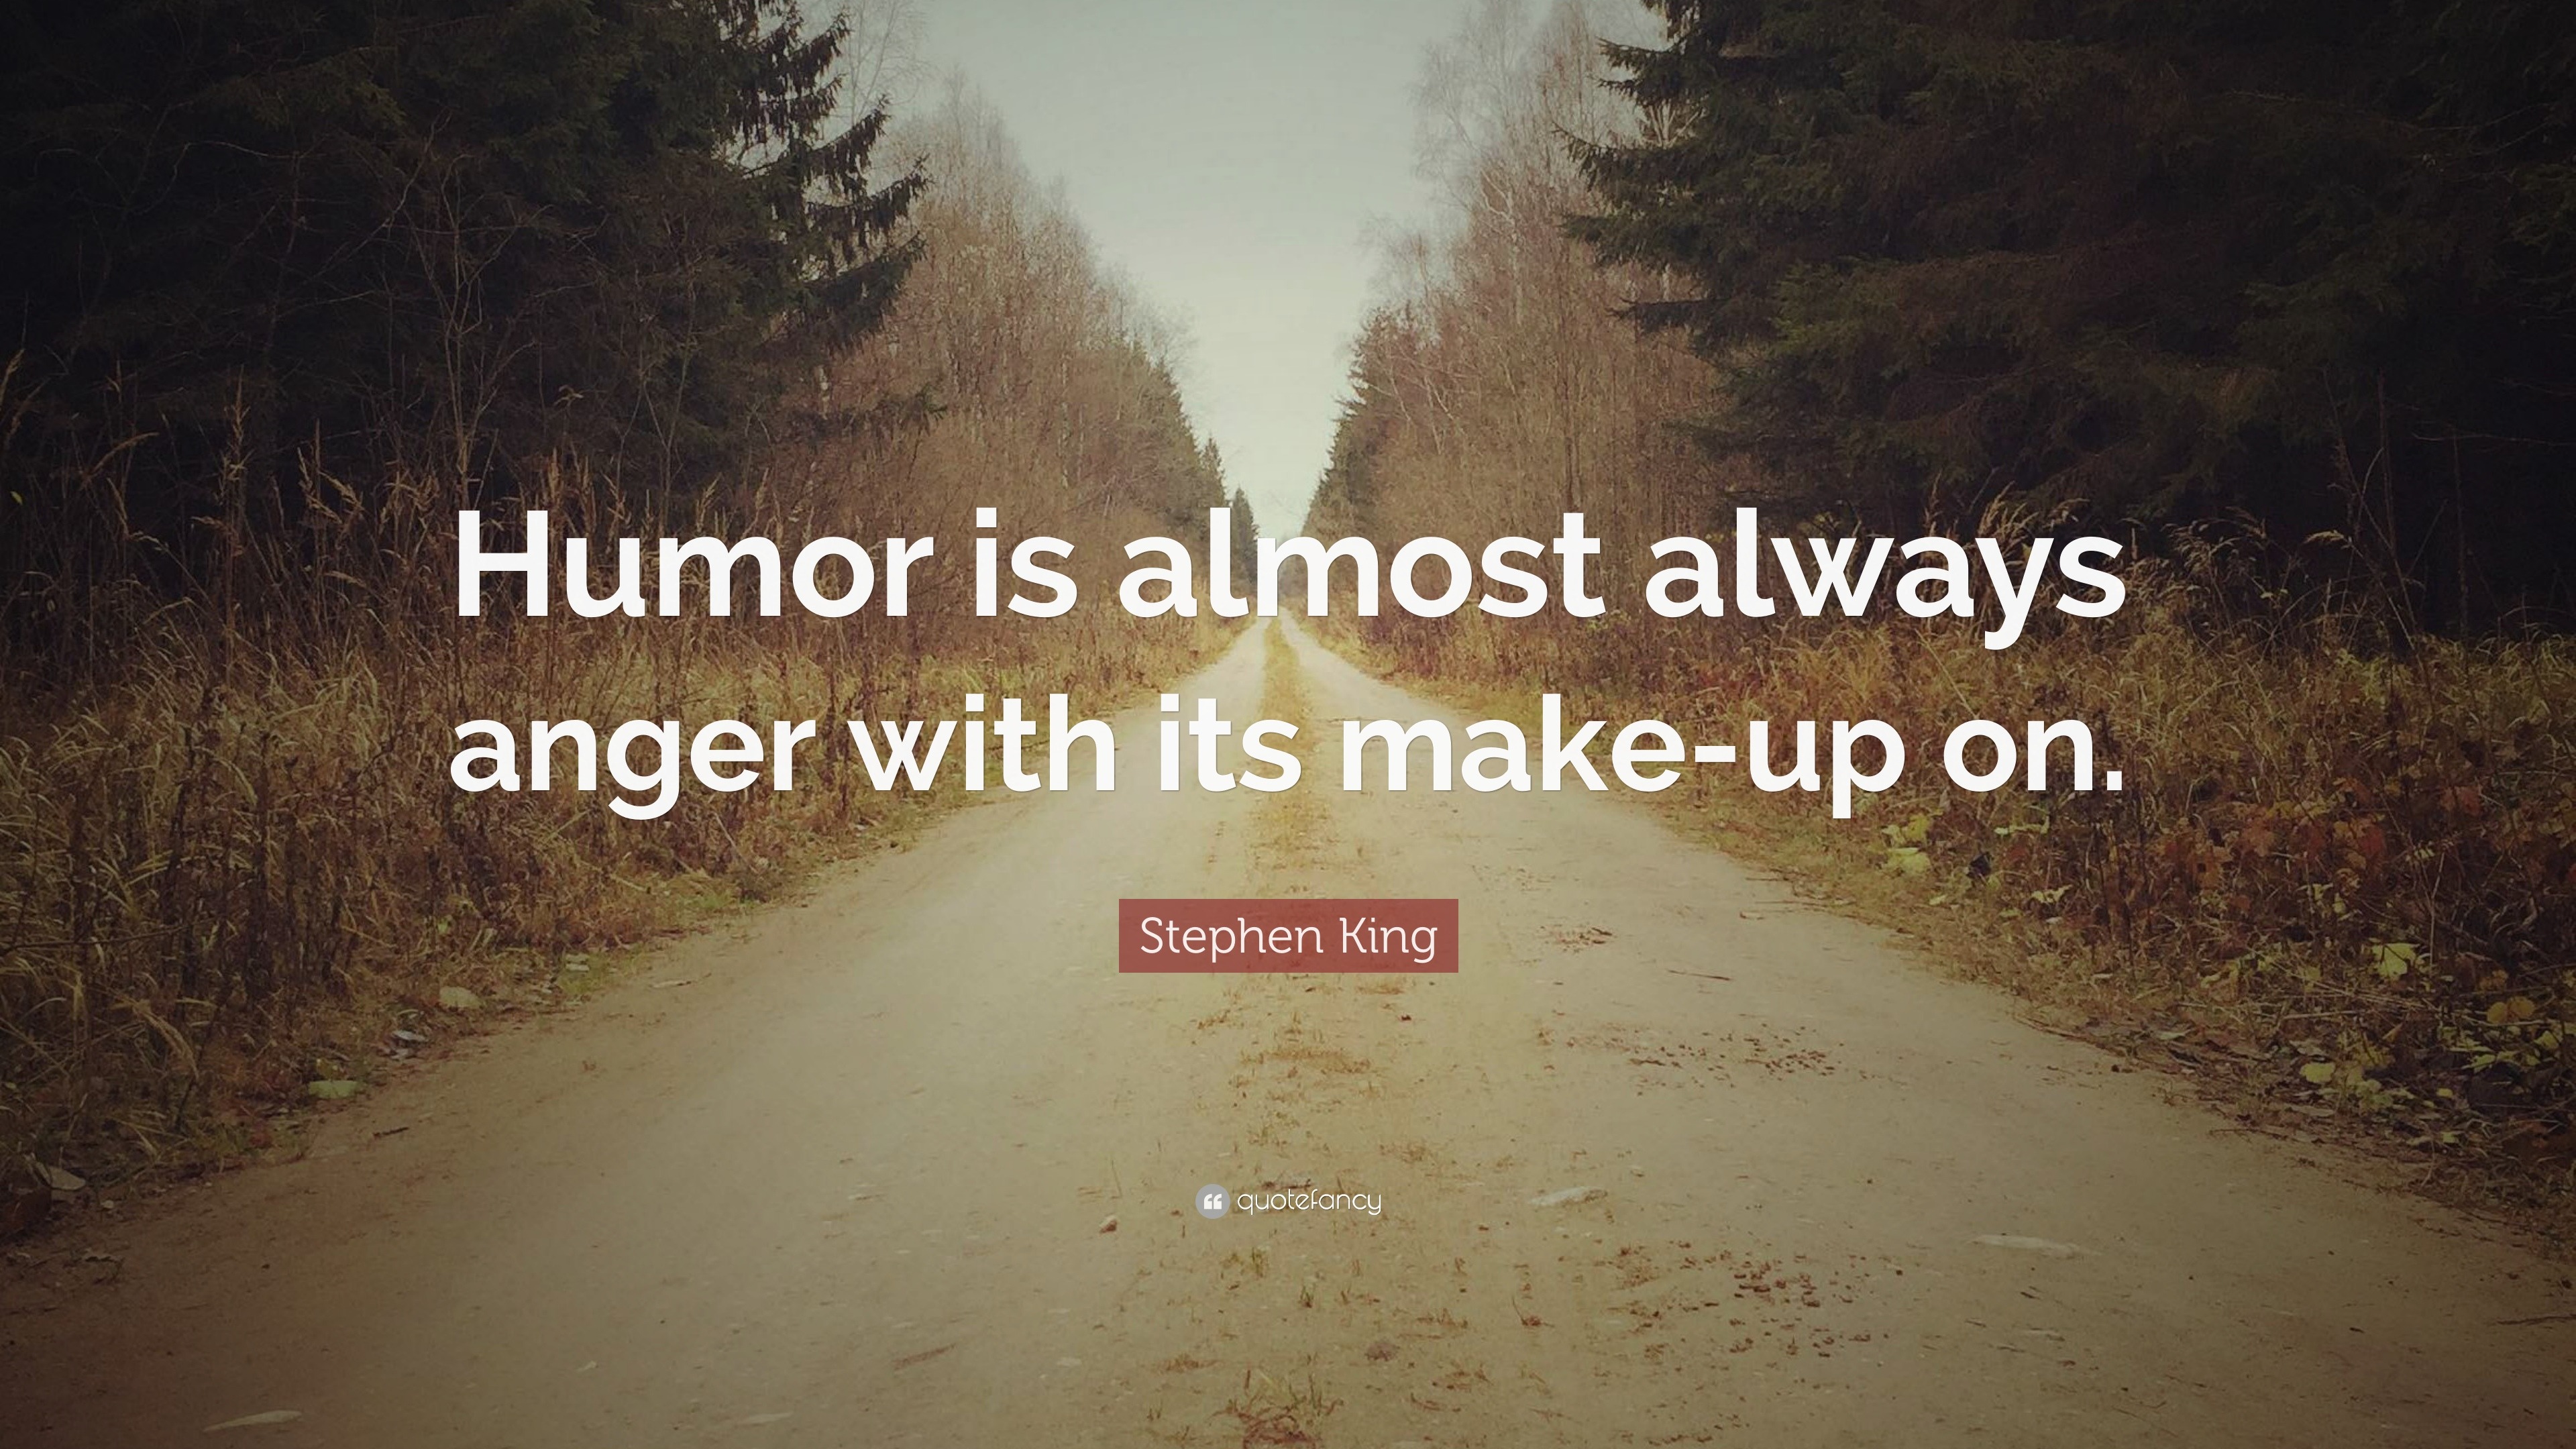 Humor is almost always
anger with its make-up on.
Stephen King
quotefancy